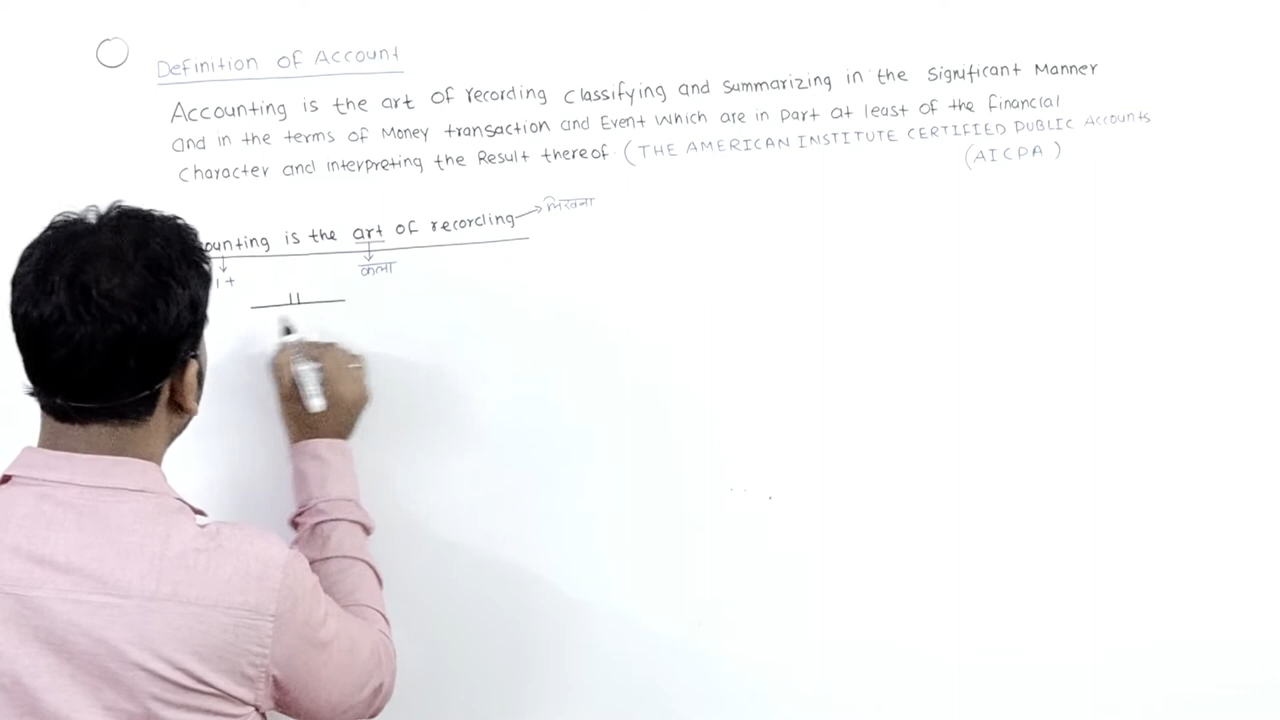 Definition of Account
Accounting is the art of recording classifying and summarizing in the significant Manner
and in the terms of Money transaction and Event which are in Part at least of the financial
Character and interpreting the Result thereof (THE AMERICAN INSTITUTE CERTIFIED PUBLIC Accounts
(AICPA)
ounting is the art of recording लिखना
1+ कला